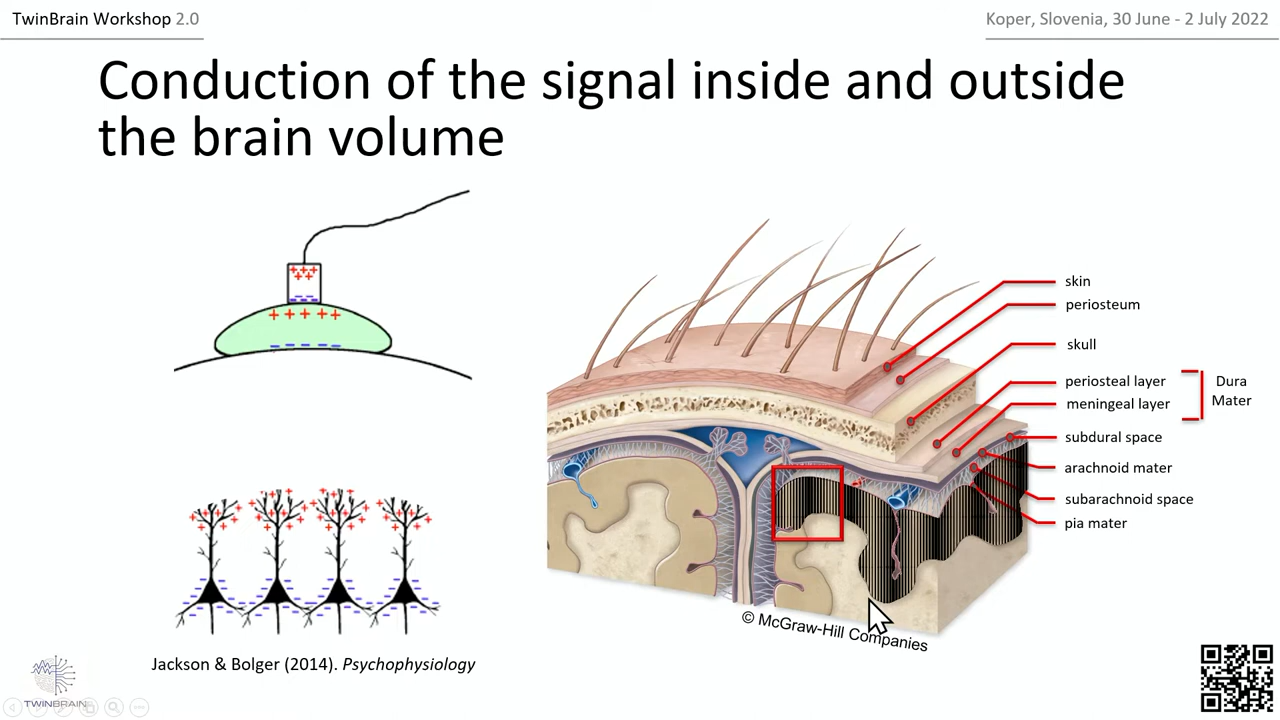 TwinBrain Workshop 2.0
Koper, Slovenia, 30 June - 2 July 2022
Conduction of the signal inside and outside
the brain volume
skin
periosteum
skull
periosteal layer
meningeal layer
Dura
Mater
subdural space
arachnoid mater
subarachnoid space
pia mater
© McGraw-Hill Companies
Jackson & Bolger (2014). Psychophysiology
TWINBRAIN